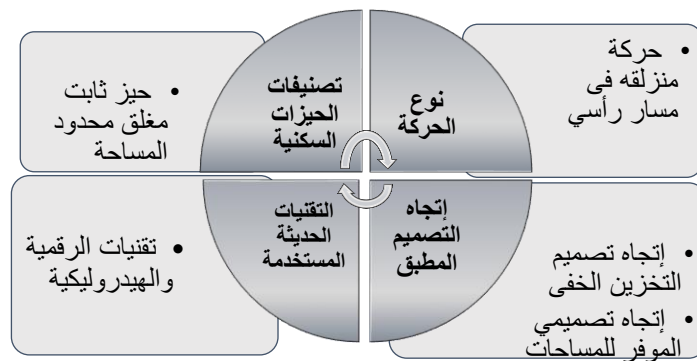 نوع
الحركة
• حركة
منزلقه فى
مسار رأسي
تصنيفات
الحيزات
السكنية
• حيز ثابت
مغلق محدود
المساحة
إتجاه
التصميم
المطبق
• إتجاه تصميم
التخزين الخفى
• إتجاه تصميمي
الموفر للمساحات
التقنيات
الحديثة
المستخدمة
• تقنيات الرقمية
والهيدروليكية